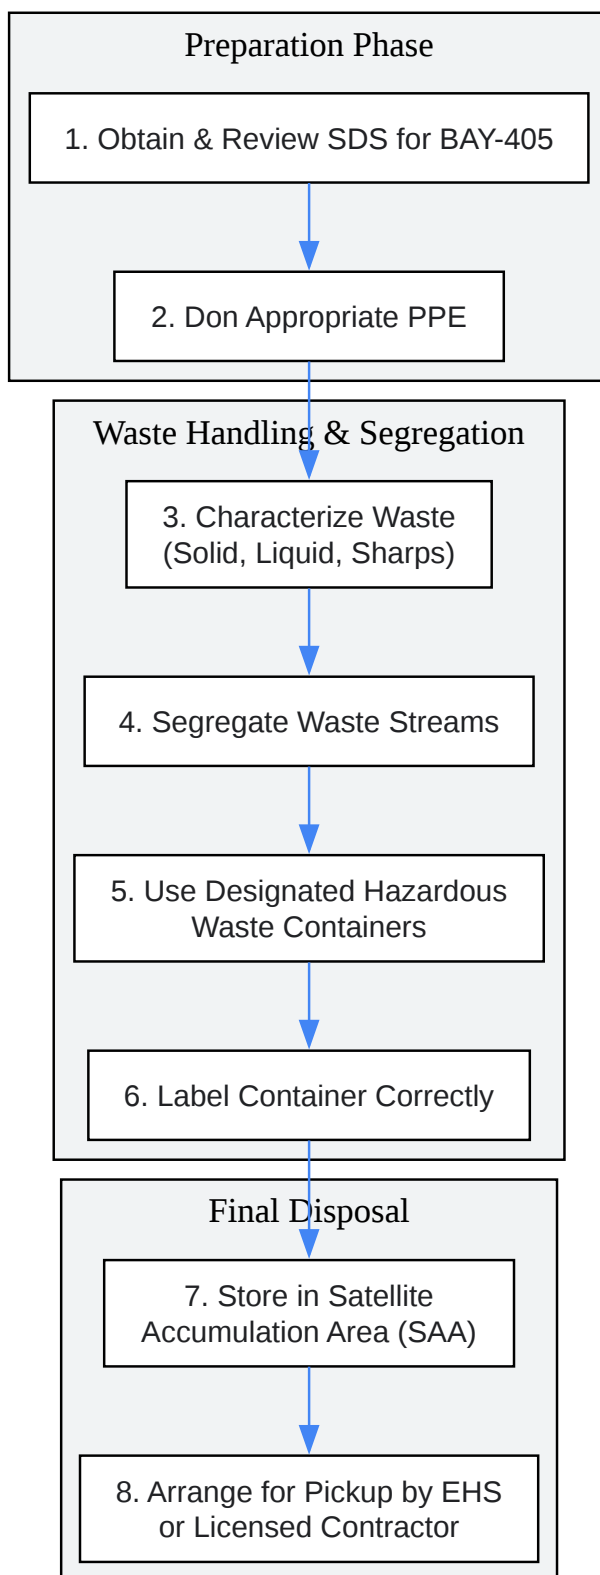 Preparation Phase
1. Obtain & Review SDS for BAY-405
2. Don Appropriate PPE
Waste Handling & Segregation
3. Characterize Waste
(Solid, Liquid, Sharps)
4. Segregate Waste Streams
5. Use Designated Hazardous
Waste Containers
6. Label Container Correctly
Final Disposal
7. Store in Satellite
Accumulation Area (SAA)
8. Arrange for Pickup by EHS
or Licensed Contractor